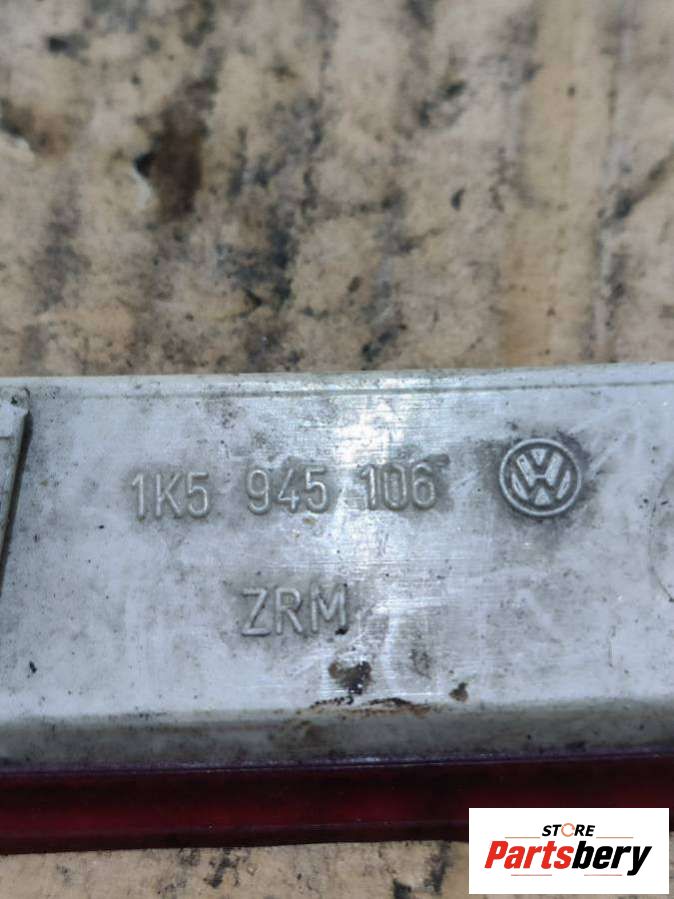 1K5 945 106
ZRM
STORE
Partsbery